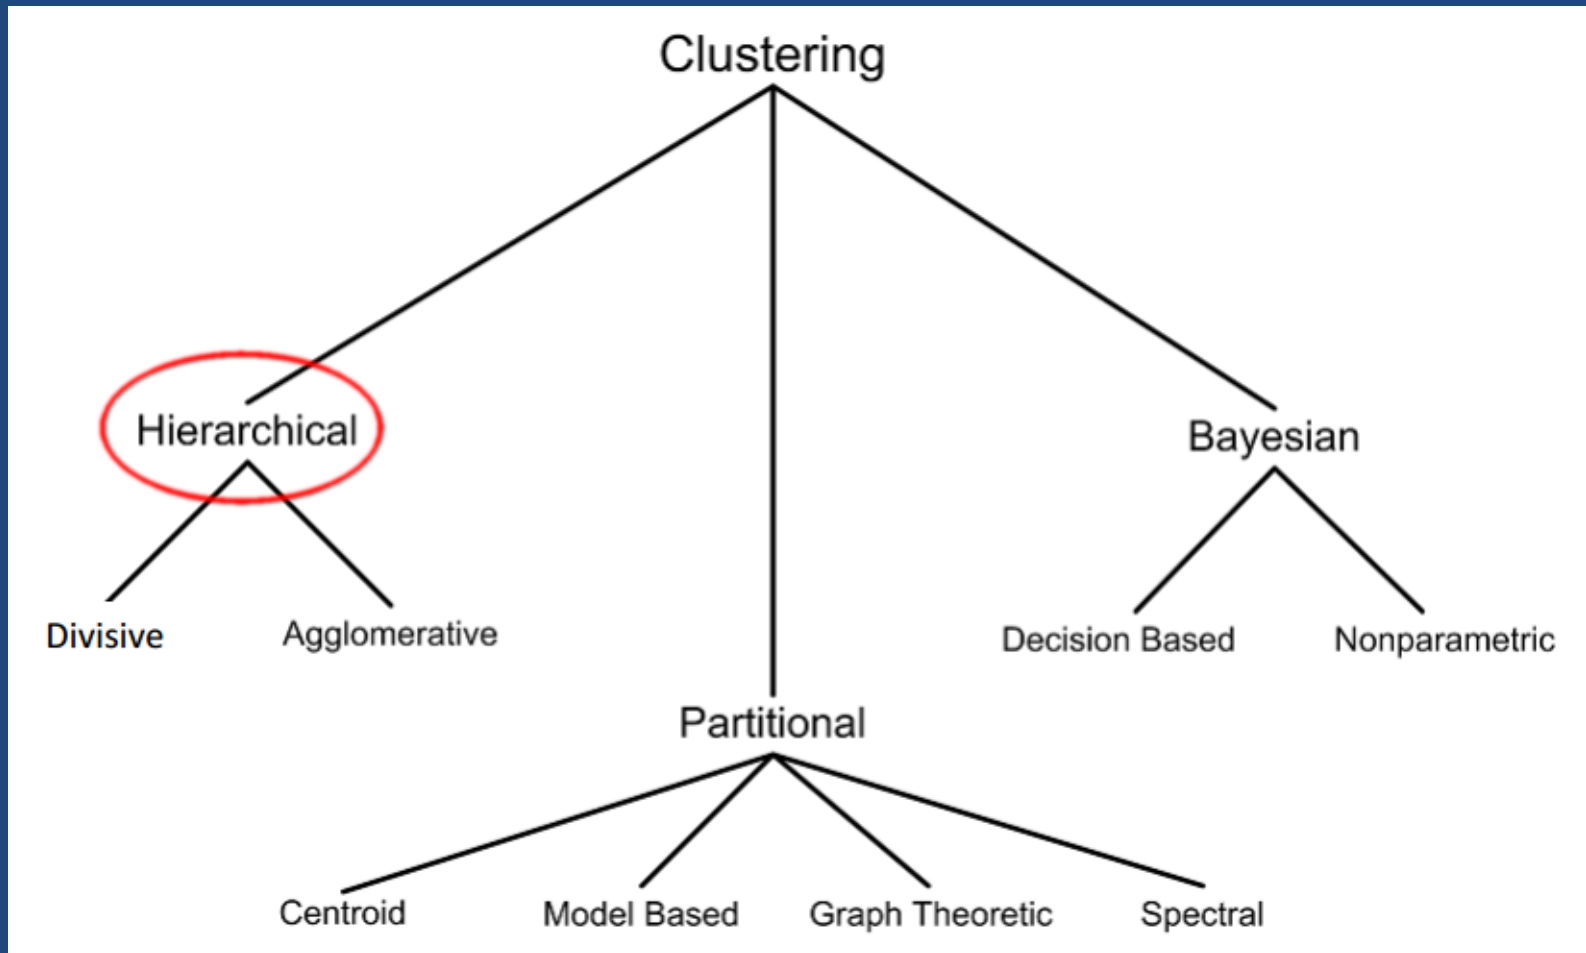 Clustering
Hierarchical
Bayesian
Divisive
Agglomerative
Decision Based
Nonparametric
Partitional
Centroid
Model Based
Graph Theoretic
Spectral